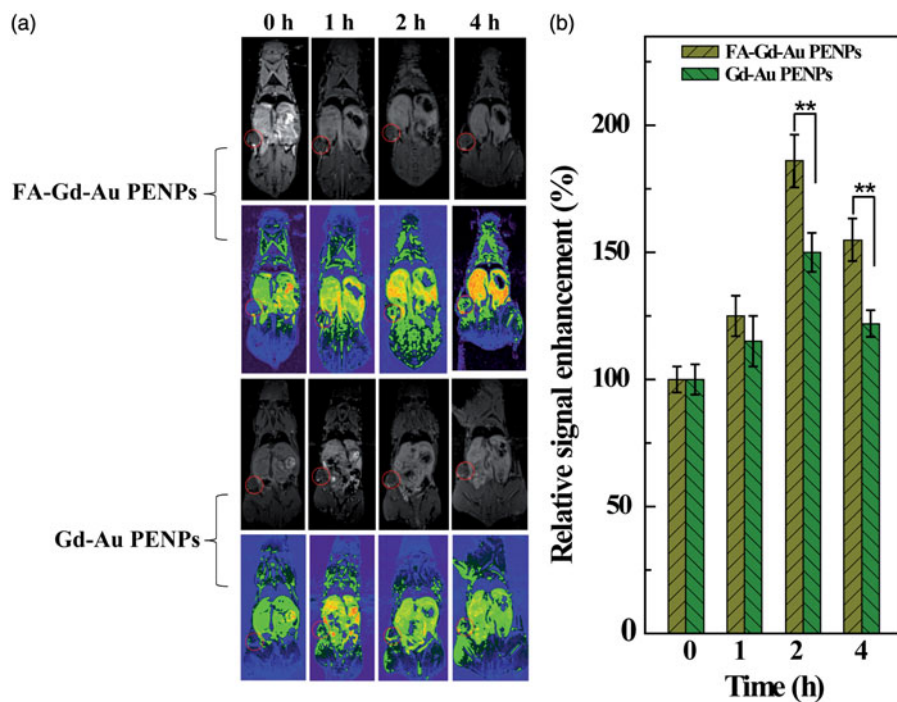 (a)
0 h 1 h 2 h 4 h
FA-Gd-Au PENPs
Gd-Au PENPs
(b)
FA-Gd-Au PENPs
Gd-Au PENPs
**
**
Relative signal enhancement (%)
200
150
100
50
0
0 1 2 4
Time (h)